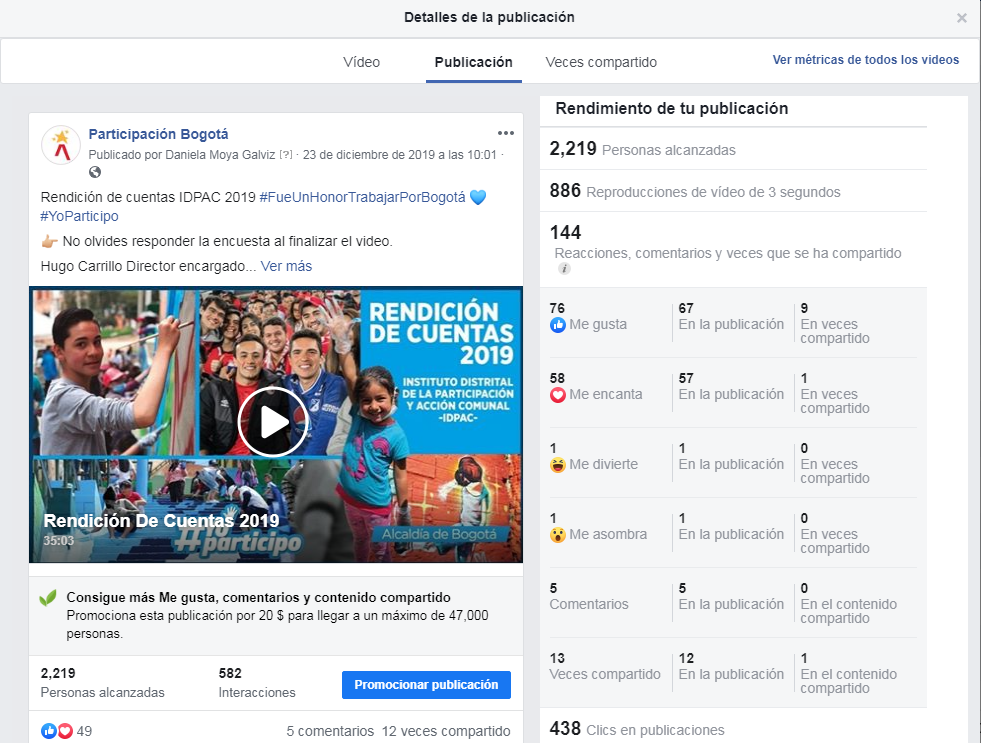 Detalles de la publicación
Vídeo
Publicación
Veces compartido
Ver métricas de todos los videos
Participación Bogotá
Publicado por Daniela Moya Galviz [?] · 23 de diciembre de 2019 a las 10:01 ·
Rendición de cuentas IDPAC 2019 #FueUnHonorTrabajarPorBogotá 💙
#YoParticipo
👉🏼 No olvides responder la encuesta al finalizar el video.
Hugo Carrillo Director encargado... Ver más
RENDICIÓN
DE CUENTAS
2019
INSTITUTO DISTRITAL
DE LA PARTICIPACIÓN
Y ACCIÓN COMUNAL
-IDPAC-
Rendición De Cuentas 2019
35:03
#Yo
participo
Alcaldía de Bogotá
Consigue más Me gusta, comentarios y contenido compartido
Promociona esta publicación por 20 $ para llegar a un máximo de 47,000
personas.
2,219
Personas alcanzadas
582
Interacciones
Promocionar publicación
49
5 comentarios 12 veces compartido
Rendimiento de tu publicación
2,219 Personas alcanzadas
886 Reproducciones de vídeo de 3 segundos
144
Reacciones, comentarios y veces que se ha compartido
76
Me gusta
67
En la publicación
9
En veces
compartido
58
Me encanta
57
En la publicación
1
En veces
compartido
1
Me divierte
1
En la publicación
0
En veces
compartido
1
Me asombra
1
En la publicación
0
En veces
compartido
5
Comentarios
5
En la publicación
0
En el contenido
compartido
13
Veces compartido
12
En la publicación
1
En el contenido
compartido
438 Clics en publicaciones